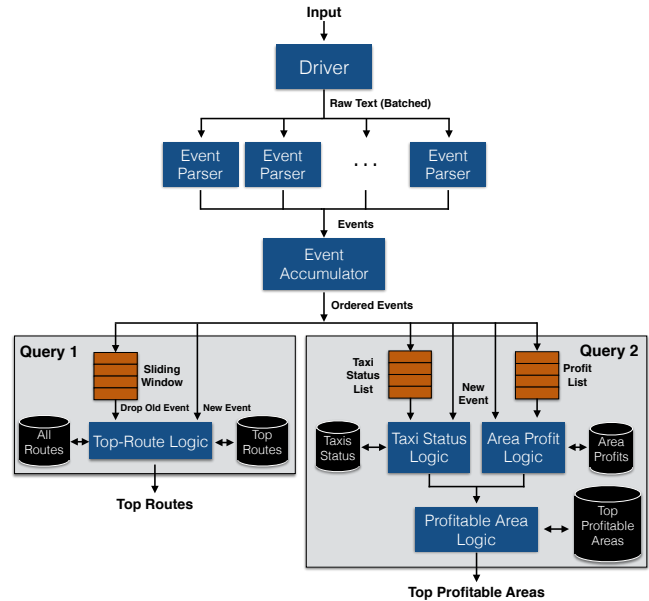 Input
Driver
Raw Text (Batched)
Event
Parser
Event
Parser
. . .
Event
Parser
Events
Event
Accumulator
Ordered Events
Query 1
Sliding
Window
Drop Old Event
New Event
All
Routes
Top-Route Logic
Top
Routes
Top Routes
Query 2
Taxi
Status
List
New
Event
Profit
List
Taxis
Status
Taxi Status
Logic
Area Profit
Logic
Area
Profits
Profitable Area
Logic
Top
Profitable
Areas
Top Profitable Areas